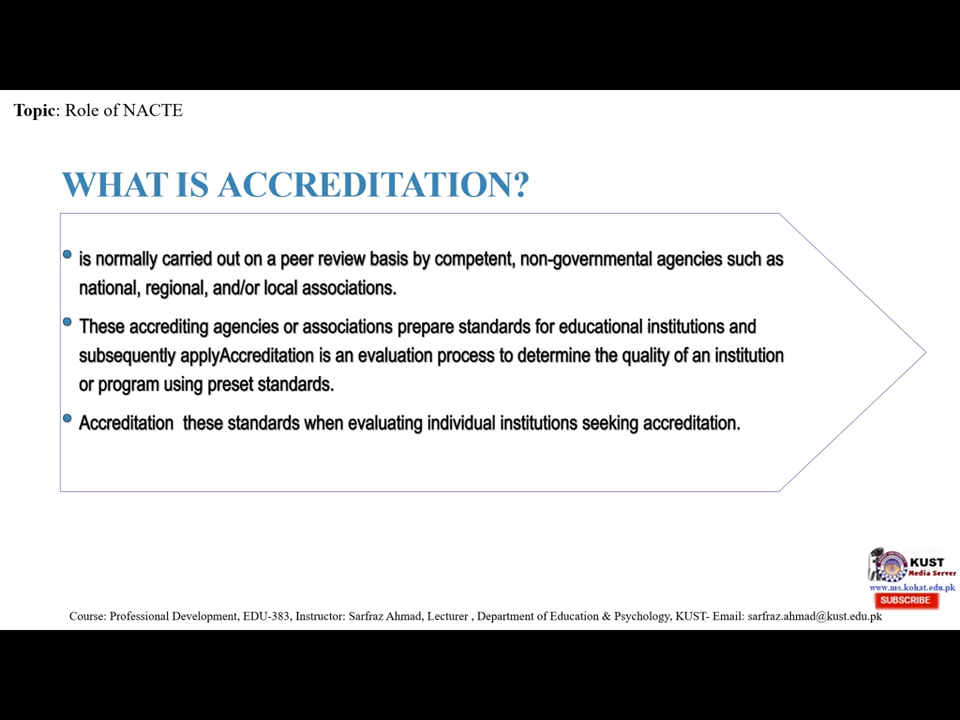 Topic: Role of NACTE
WHAT IS ACCREDITATION?
is normally carried out on a peer review basis by competent, non-governmental agencies such as
national, regional, and/or local associations.
These accrediting agencies or associations prepare standards for educational institutions and
subsequently applyAccreditation is an evaluation process to determine the quality of an institution
or program using preset standards.
Accreditation these standards when evaluating individual institutions seeking accreditation.
KUST
Media Server
www.ms.kohat.edu.pk
SUBSCRIBE
Course: Professional Development, EDU-383, Instructor: Sarfraz Ahmad, Lecturer , Department of Education & Psychology, KUST- Email: sarfraz.ahmad@kust.edu.pk